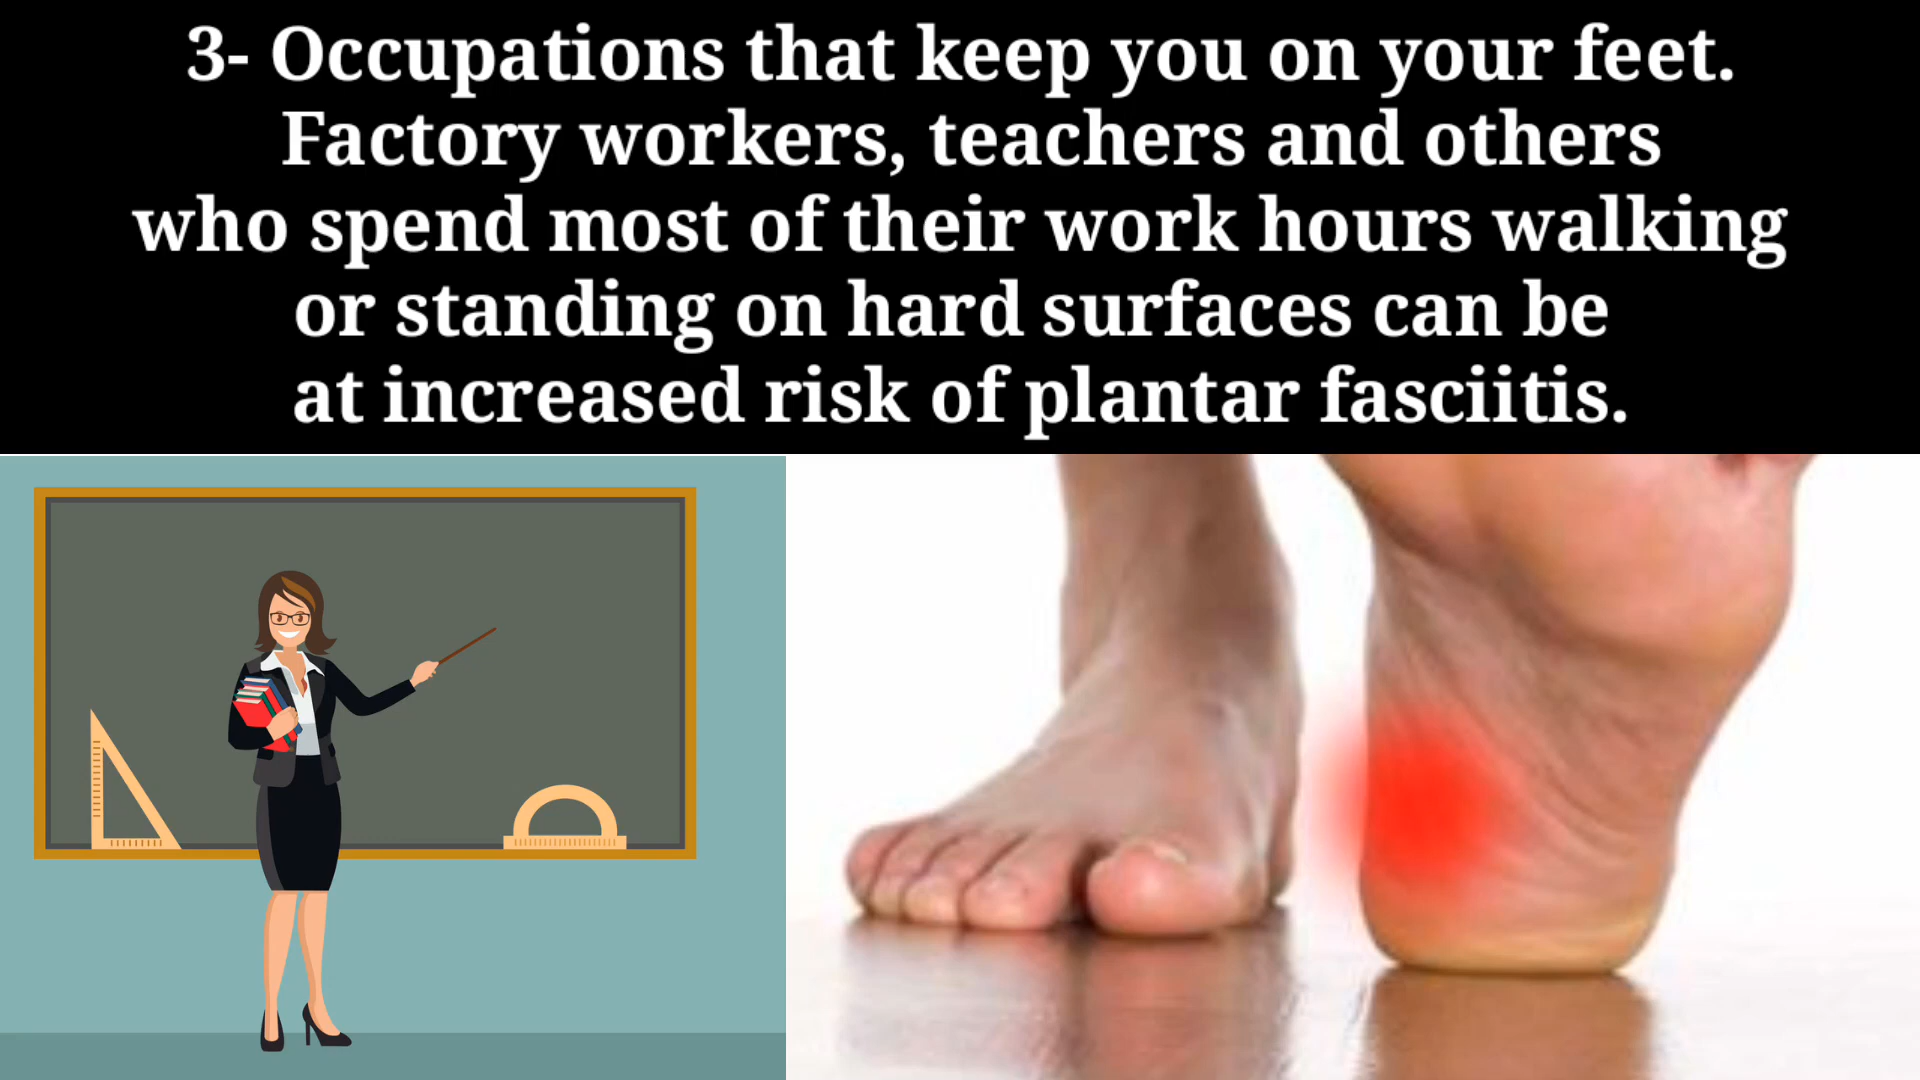 3- Occupations that keep you on your feet.
Factory workers, teachers and others
who spend most of their work hours walking
or standing on hard surfaces can be
at increased risk of plantar fasciitis.